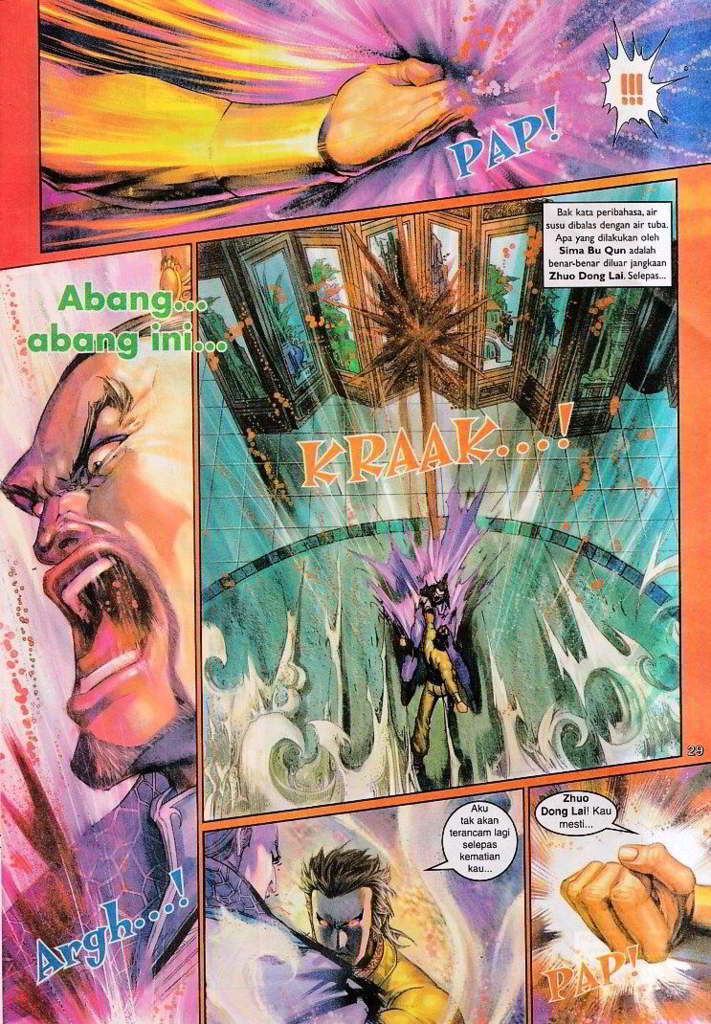 !!!
PAP!
Bak kata peribahasa, air
susu dibalas dengan air tuba.
Apa yang dilakukan oleh
Sima Bu Qun adalah
benar-benar diluar jangkaan
Zhuo Dong Lai. Selepas...
Abang...
abang ini...
KRAAK...!
Argh...!
29
Aku
tak akan
terancam lagi
selepas
kematian
kau...
Zhuo
Dong Lai! Kau
mesti...
PAP!